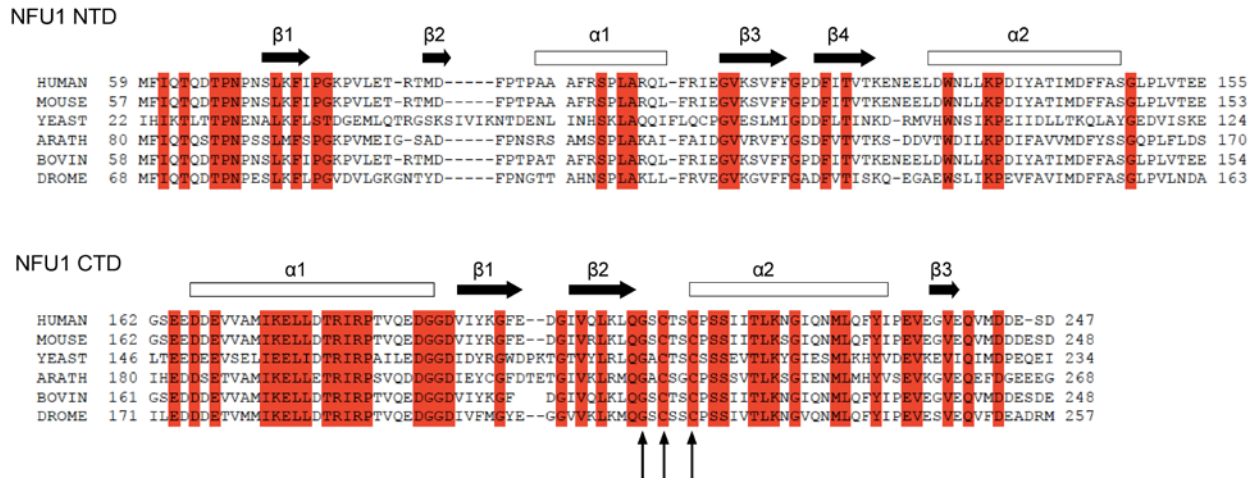 NFU1 NTD
β1 β2 α1 β3 β4 α2
HUMAN 59 MFIQTQDTPNPNSLKFIPGKPVLET-RTMD-----FPTPAA AFRSPLARQL-FRIEGVKSVFFGPDFITVTKENEELDWNLLKPDIYATIMDFFASGLPLVTEE 155
MOUSE 57 MFIQTQDTPNPNSLKFIPGKPVLET-RTMD-----FPTPAA AFRSPLARQL-FRIEGVKSVFFGPDFITVTKENEELDWNLLKPDIYATIMDFFASGLPLVTEE 153
YEAST 22 IHIKTLTTPNENALKFLSTDGEMLQTRGSKSIVIKNTDENLI NHSKLAQQIFLQCPGVESLMIGDDFLTINKD-RMVHWNSIKPEIIDLLTKQLAYGEDVISKE 124
ARATH 80 MFIQTQSTPNPSSLMFSPGKPVMEIG-SAD-----FPNSRS AMSSPLAKAI-FAIDGVVRVFYGSDFVTVTKS-DDVTWDILKPDIFAVVMDFYSSGQPLFLDS 170
BOVIN 58 MFIQTQDTPNPNSLKFIPGKPVLET-RTMD-----FPTPAT AFRSPLARQL-FRIEGVKSVFFGPDFITVTKENEELDWNLLKPDIYATIMDFFASGLPLVTEE 154
DROME 68 MFIQTQDTPNPESLKFLPGVDVLGKGNTYD-----FPNGTT AHNSPLAKLL-FRVEGVKGVFFGADFVTISKQ-EGAEWSLIKPEVFAVIMDFFASGLPVLNDA 163
NFU1 CTD
α1 β1 β2 α2 β3
HUMAN 162 GSEEDDEVVAMIKELLDTRIRPTVQEDGGDVIYKGFE--DGIVQLKLQGSCTSCPSSIITLKNGIQNMLQFYIPEVEGVEQVMDDE-SD 247
MOUSE 162 GSEEDDEVVAMIKELLDTRIRPTVQEDGGDVIYRGFE--DGIVRLKLQGSCTSCPSSIITLKSGIQNMLQFYIPEVEGVEQVMDDESD 248
YEAST 146 LTEEDEEVSELIEELIDTRIRPAILEDGGDIDYRGWDPKTGTVYLRLQGACTSCSSSEVTLKYGIESMLKHYVDEVKEVIQIMDPEQEI 234
ARATH 180 IHEDDSETVAMIKELLETRIRPSVQDDGGDIEYCGFDTETGIVKLRMQGACSGCPSSSVTLKSGIENMLMHYVSEVKGVEQEFDGEEEG 268
BOVIN 161 GSEDDDEVVAMIKELLDTRIRPTVQEDGGDVIYKGF DGIVQLKLQGSCTSCPSSIITLKNGIQNMLQFYIPEVEGVEQVMDDESDE 248
DROME 171 ILEDDDETVMMIKELLDTRIRPTVQEDGGDIVFMGYE--GGVVKLKMQGSCSSCPSSIVTLKNGVQNMLQFYIPEVESVEQVFDEADRM 257